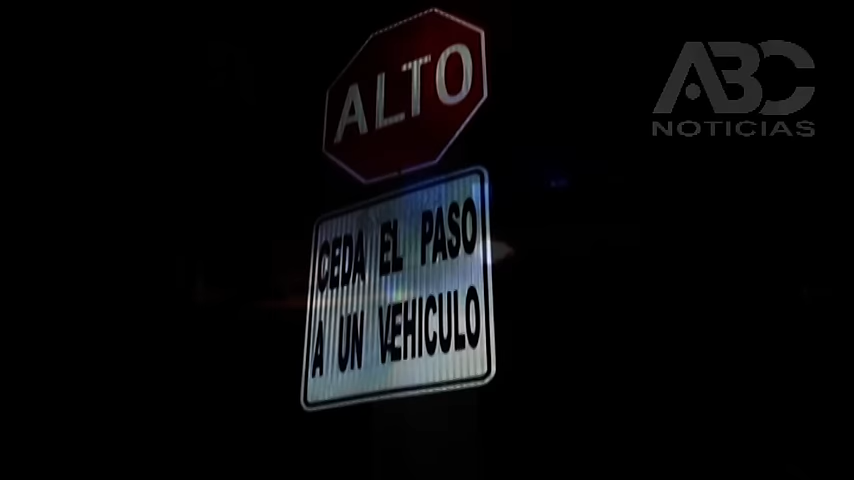 ALTO
ABC
NOTICIAS
CEDA EL PASO
A UN VEHICULO